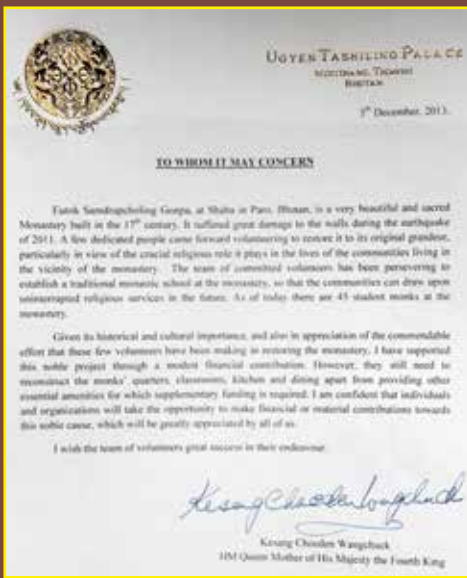 UGYEN TASHILING PALACE
MOTITHANG, THIMPHU
BHUTAN
5th December, 2013.
TO WHOM IT MAY CONCERN
Samdrupcholing Gonpa, at Shaba in Paro, Bhutan, is a very beautiful and sacred
Monastery built in the 17th century. It suffered great damage to the walls during the earthquake
of 2011. A few dedicated people came forward volunteering to restore it to its original grandeur,
particularly in view of the crucial religious role it plays in the lives of the communities living in
the vicinity of the monastery. The team of committed volunteers has been persevering to
establish a traditional monastic school at the monastery, so that the communities can draw upon
uninterrupted religious services in the future. As of today there are 45 student monks at the
monastery.
Given its historical and cultural importance, and also in appreciation of the commendable
effort that these few volunteers have been making in restoring the monastery, I have supported
this noble project through a modest financial contribution. However, they still need to
reconstruct the monks' quarters, classrooms, kitchen and dining apart from providing other
essential amenities for which supplementary funding is required. I am confident that individuals
and organizations will take the opportunity to make financial or material contributions towards
this noble cause, which will be greatly appreciated by all of us.
I wish the team of volunteers great success in their endeavour.
Kesang Choeden Wangchuck
Kesang Choeden Wangchuck
HM Queen Mother of His Majesty the Fourth King